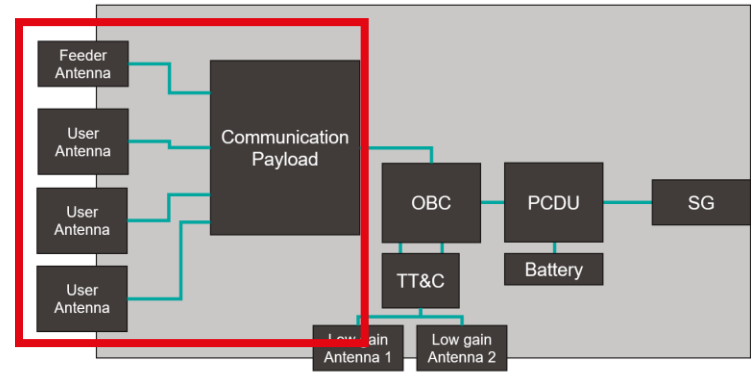 Feeder
Antenna
User
Antenna
User
Antenna
User
Antenna
Communication
Payload
OBC
PCDU
SG
TT&C
Battery
Low gain
Antenna 1
Low gain
Antenna 2